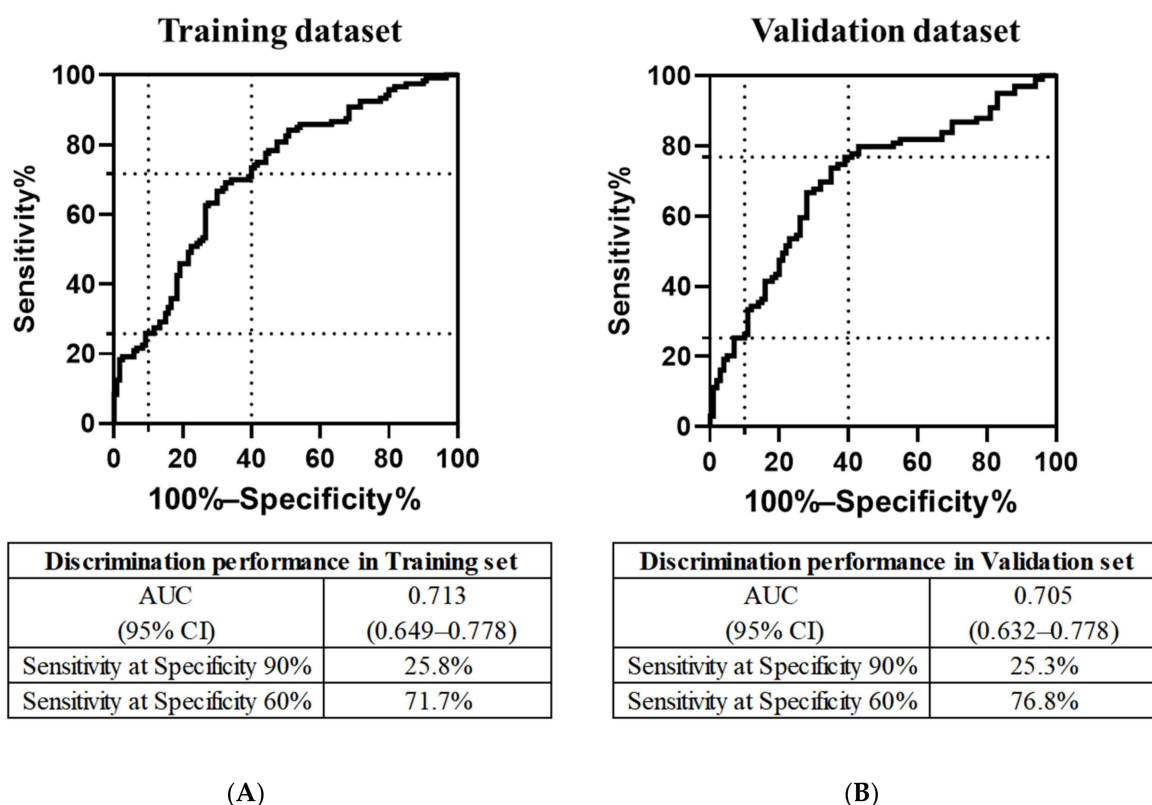 Training dataset
100
80
60
40
20
0
Sensitivity%
0 20 40 60 80 100
100%–Specificity%
Discrimination performance in Training set
AUC 0.713
(95% CI) (0.649–0.778)
Sensitivity at Specificity 90% 25.8%
Sensitivity at Specificity 60% 71.7%
(A)
Validation dataset
100
80
60
40
20
0
Sensitivity%
0 20 40 60 80 100
100%–Specificity%
Discrimination performance in Validation set
AUC 0.705
(95% CI) (0.632–0.778)
Sensitivity at Specificity 90% 25.3%
Sensitivity at Specificity 60% 76.8%
(B)